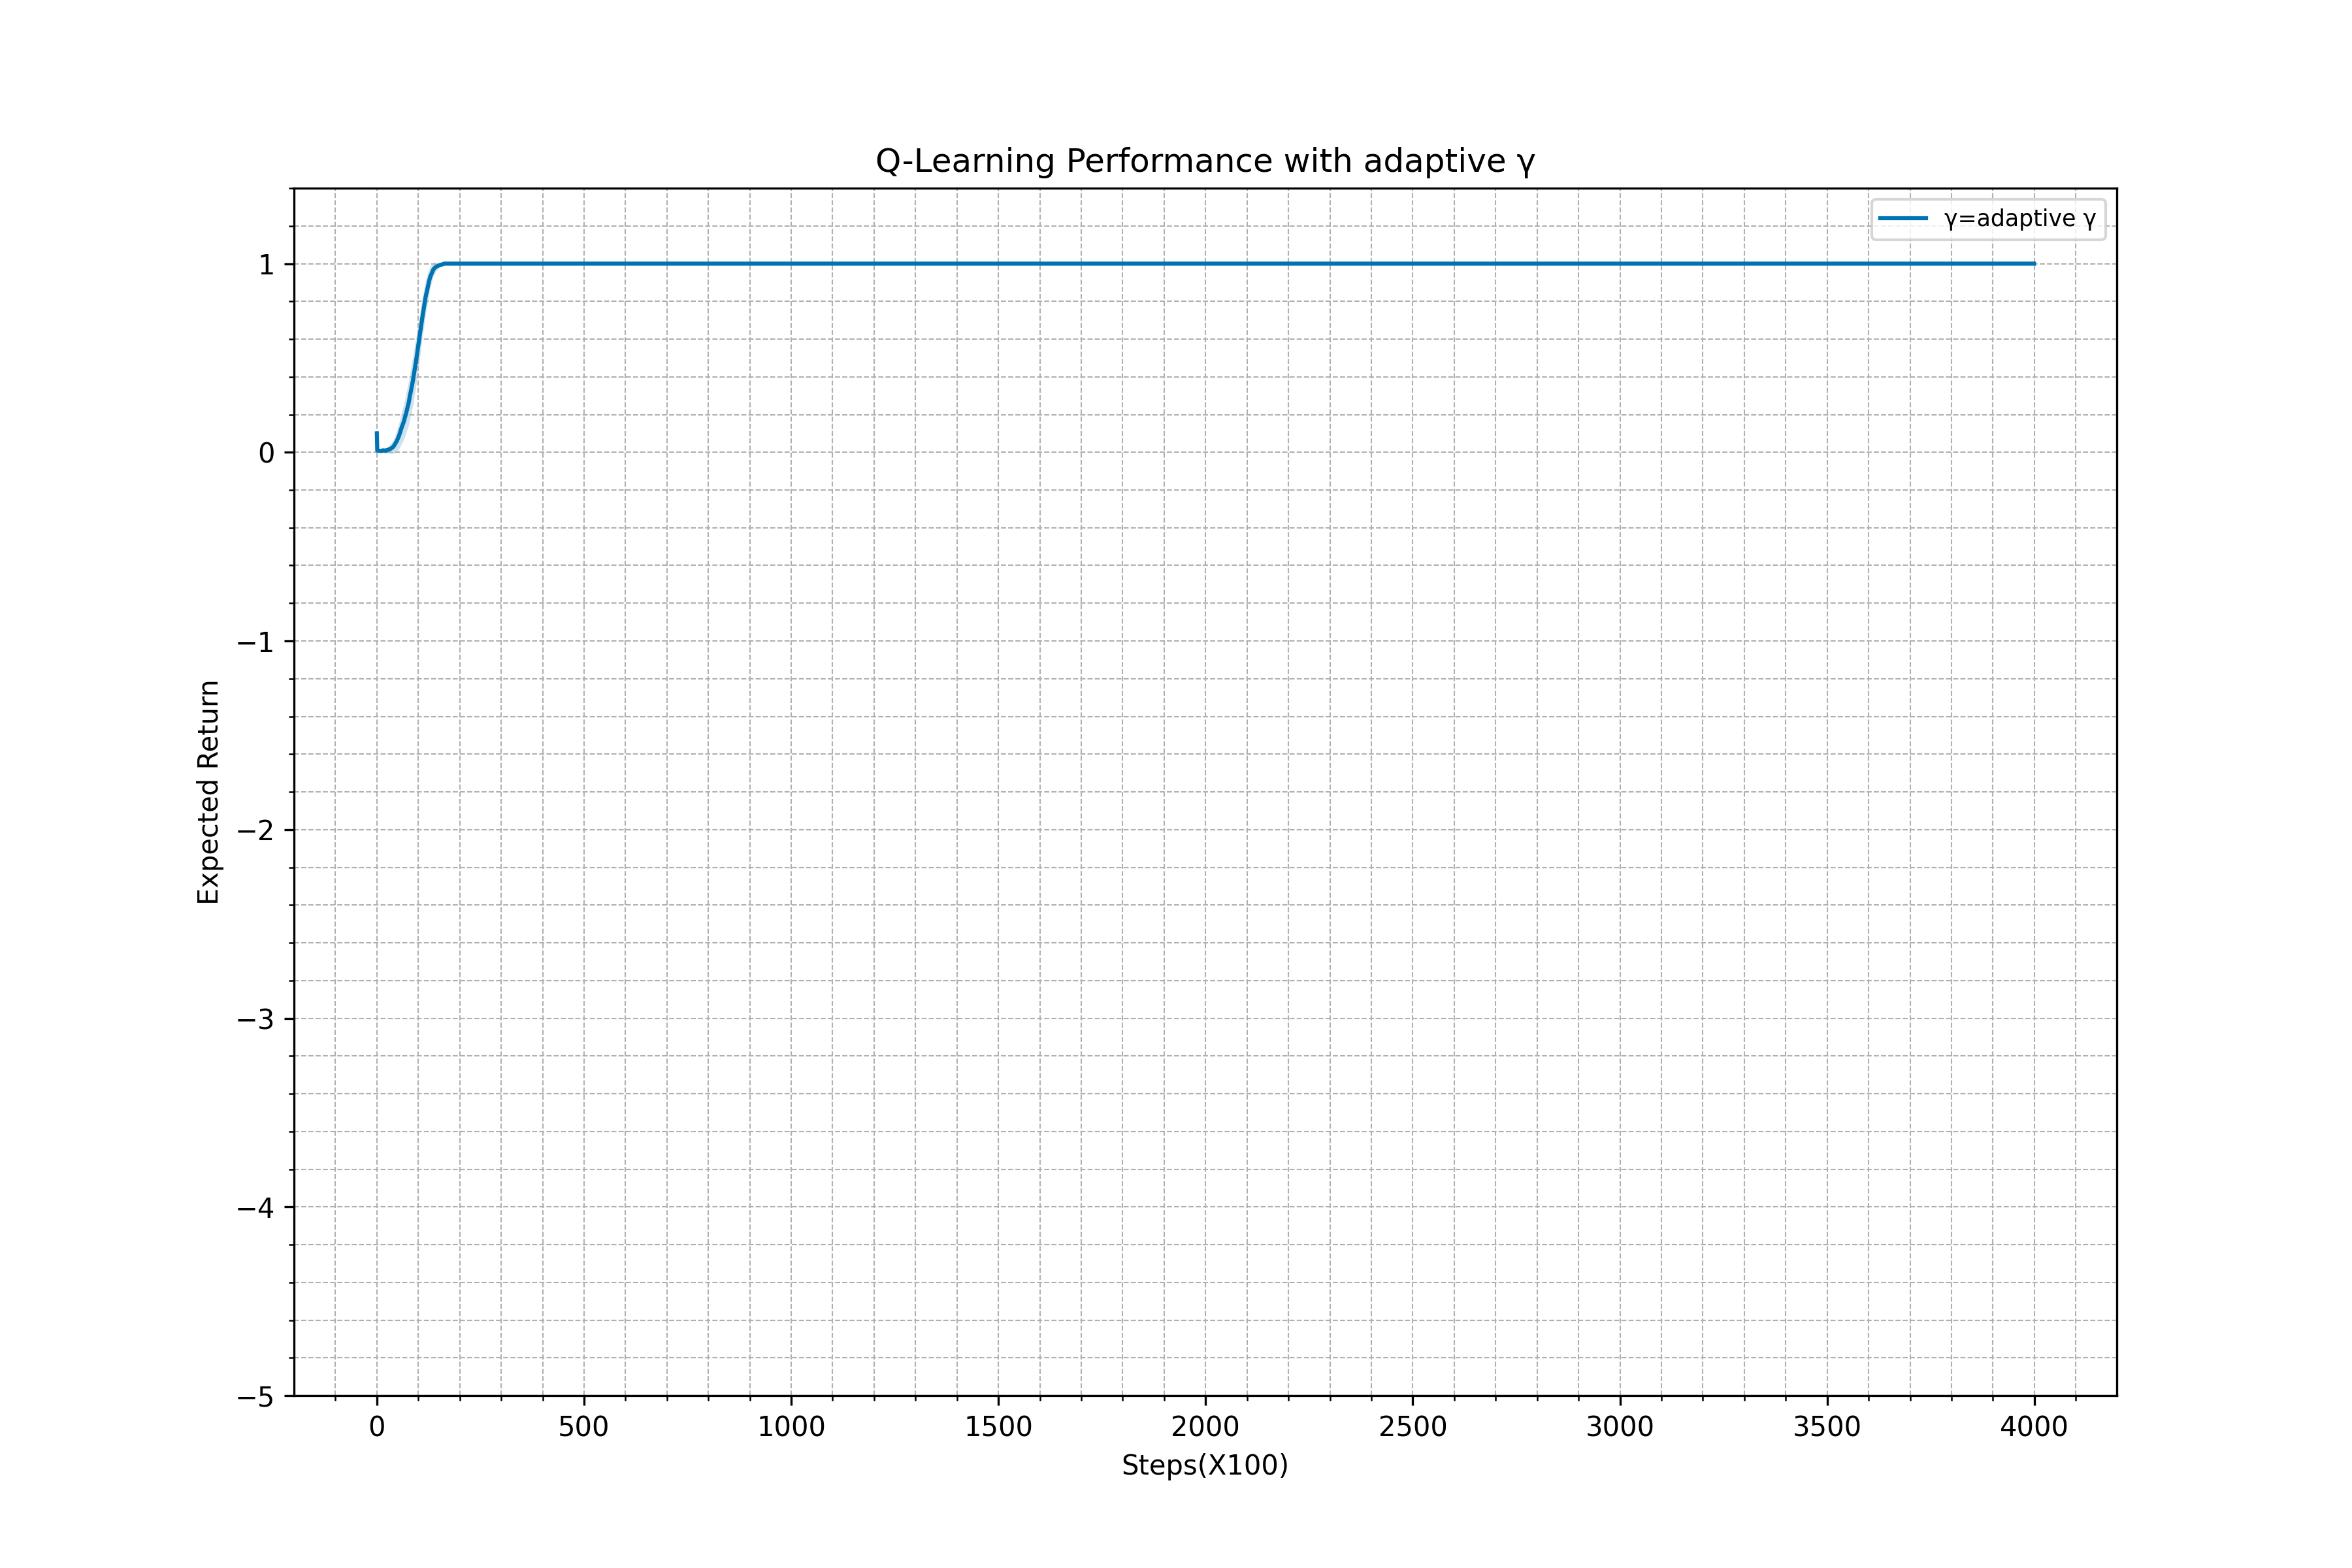 Q-Learning Performance with adaptive γ
γ=adaptive γ
1
0
−1
−2
−3
−4
−5
Expected Return
0 500 1000 1500 2000 2500 3000 3500 4000
Steps(X100)